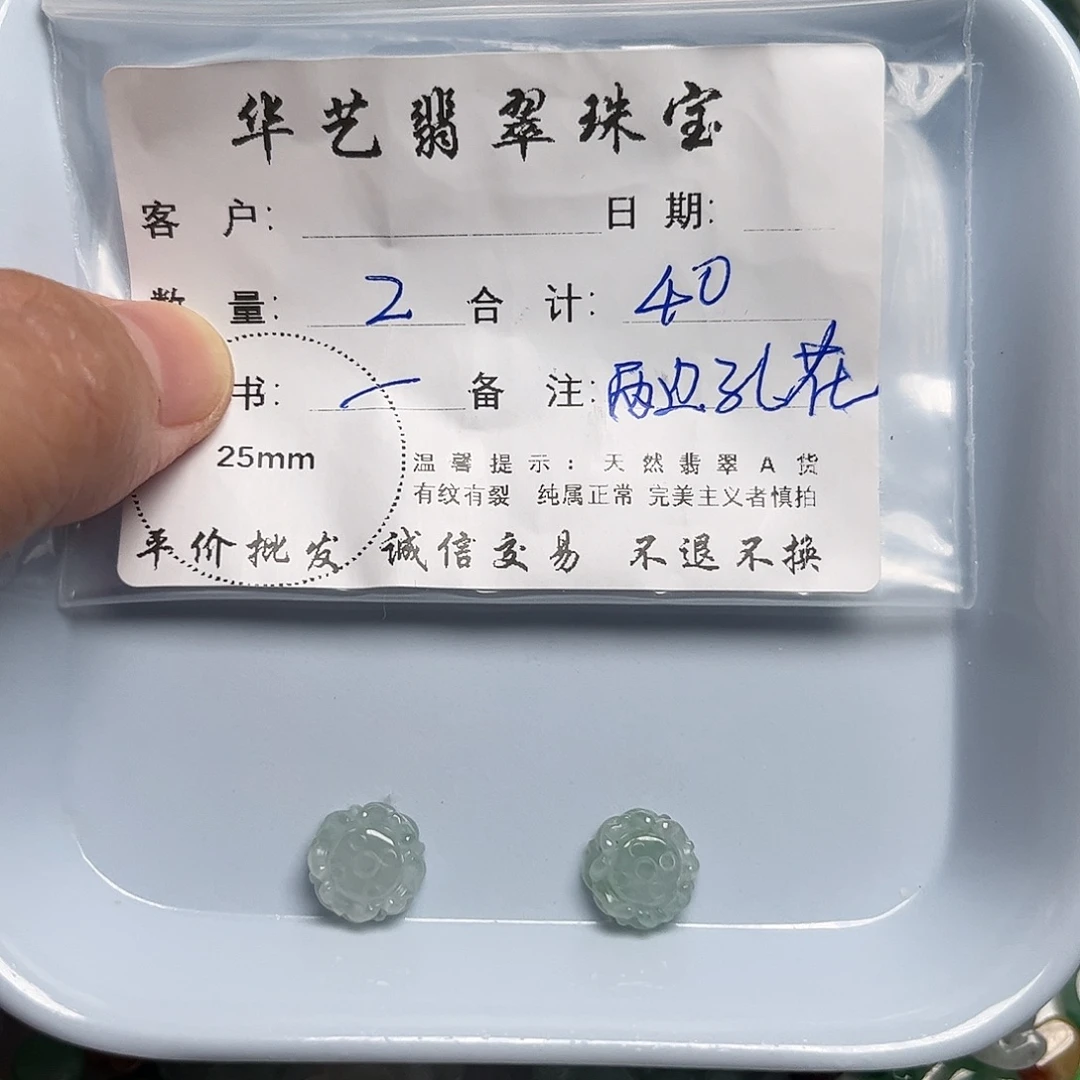 华艺翡翠珠宝
客 户： 日 期：
数 量： 2 合 计： 40
书： 一 备 注： 两边孔花
25mm
温馨提示：天然翡翠A货
有纹有裂 纯属正常 完美主义者慎拍
平价批发 诚信交易 不退不换